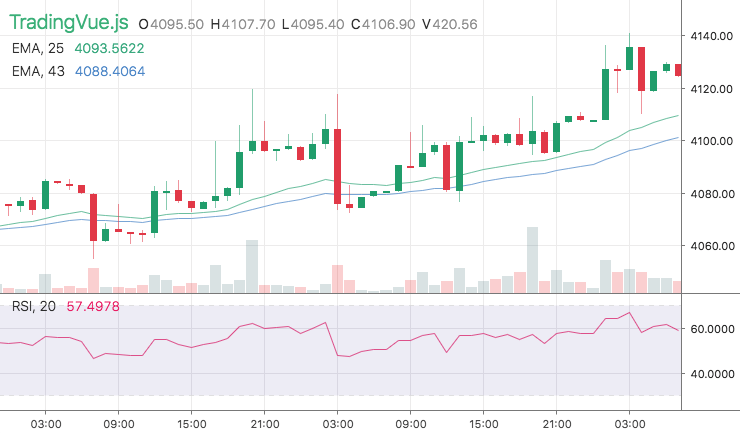 TradingVue.js O4095.50 H4107.70 L4095.40 C4106.90 V420.56
EMA, 25 4093.5622
EMA, 43 4088.4064
4140.00
4120.00
4100.00
4080.00
4060.00
RSI, 20 57.4978
60.0000
40.0000
03:00 09:00 15:00 21:00 03:00 09:00 15:00 21:00 03:00